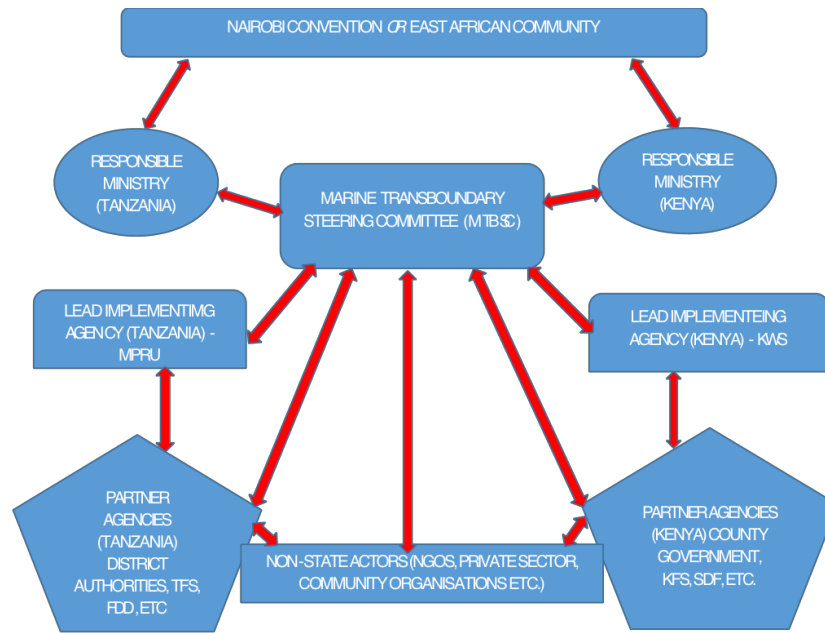 NAIROBI CONVENTION OR EAST AFRICAN COMMUNITY
RESPONSIBLE
MINISTRY
(TANZANIA)
MARINE TRANSBOUNDARY
STEERING COMMITTEE (MTBSC)
RESPONSIBLE
MINISTRY
(KENYA)
LEAD IMPLEMENTIMG
AGENCY (TANZANIA) -
MPRU
LEAD IMPLEMENTEING
AGENCY (KENYA) - KWS
PARTNER
AGENCIES
(TANZANIA)
DISTRICT
AUTHORITIES, TFS,
FDD, ETC
NON-STATE ACTORS (NGOS, PRIVATE SECTOR,
COMMUNITY ORGANISATIONS ETC.)
PARTNER AGENCIES
(KENYA) COUNTY
GOVERNMENT,
KFS, SDF, ETC.